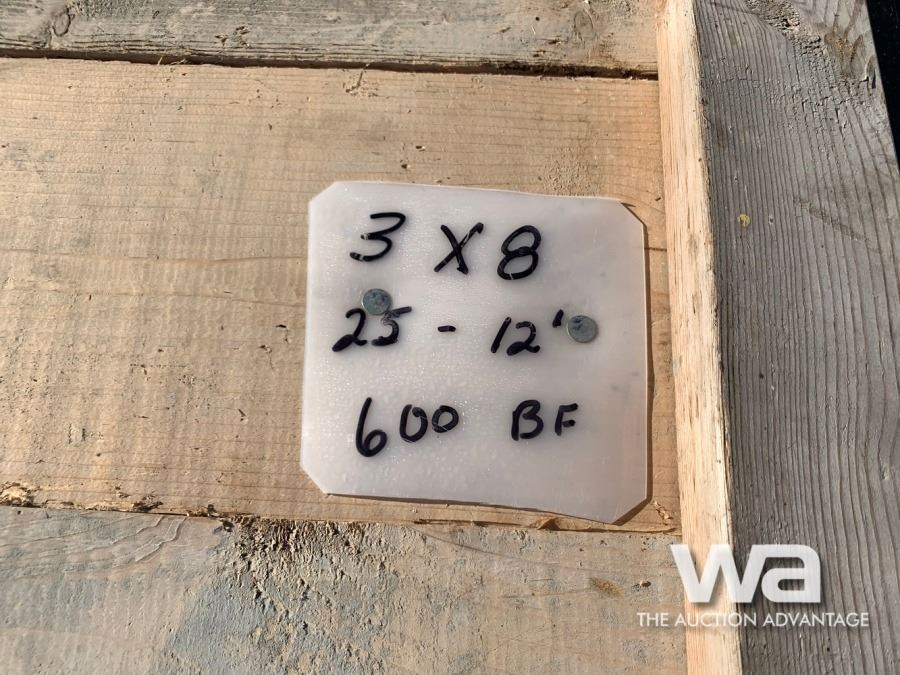 3 X 8
25 - 12'
600 BF
wa
THE AUCTION ADVANTAGE